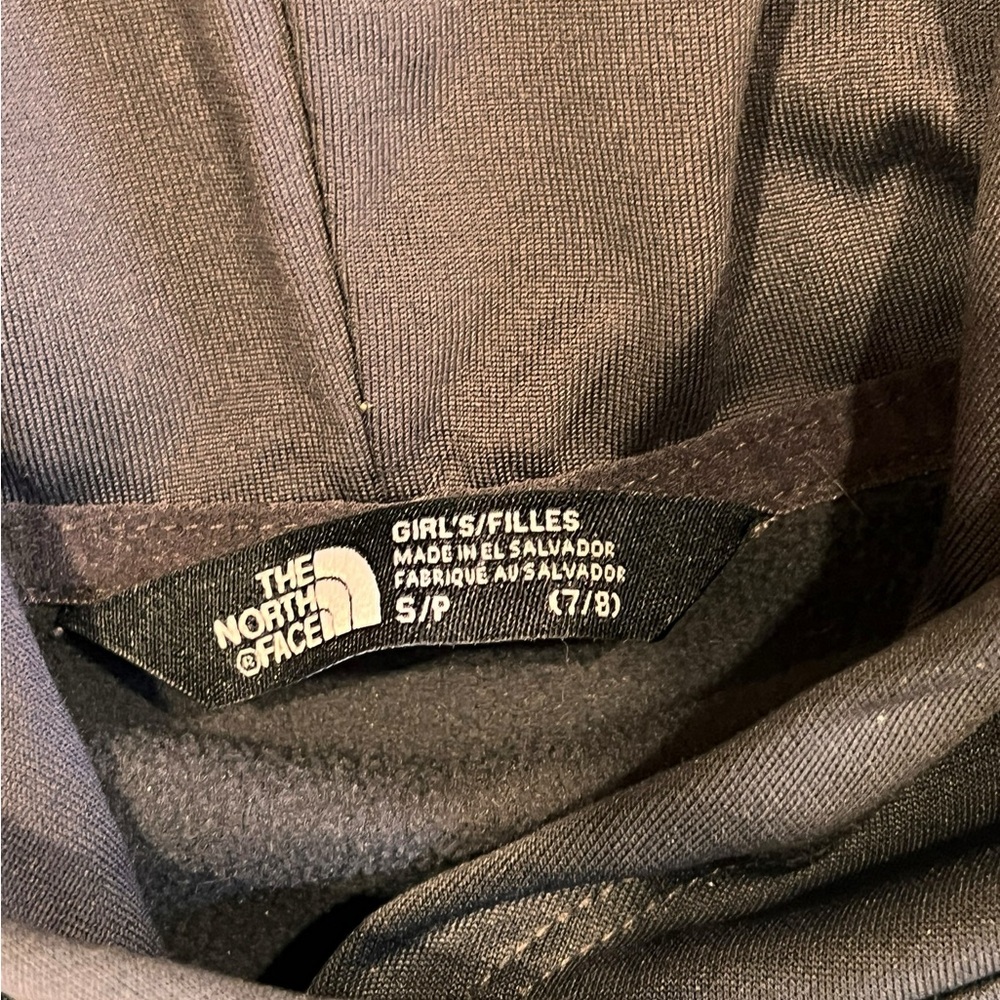 THE
NORTH
®FACE
GIRL'S/FILLES
MADE IN EL SALVADOR
FABRIQUÉ AU SALVADOR
S/P (7/8)